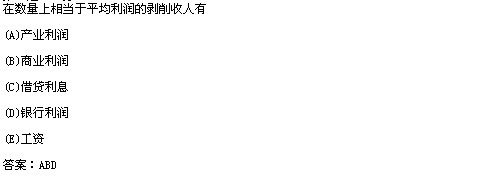 在数量上相当于平均利润的剥削收人有
(A)产业利润
(B)商业利润
(C)借贷利息
(D)银行利润
(E)工资
答案：ABD